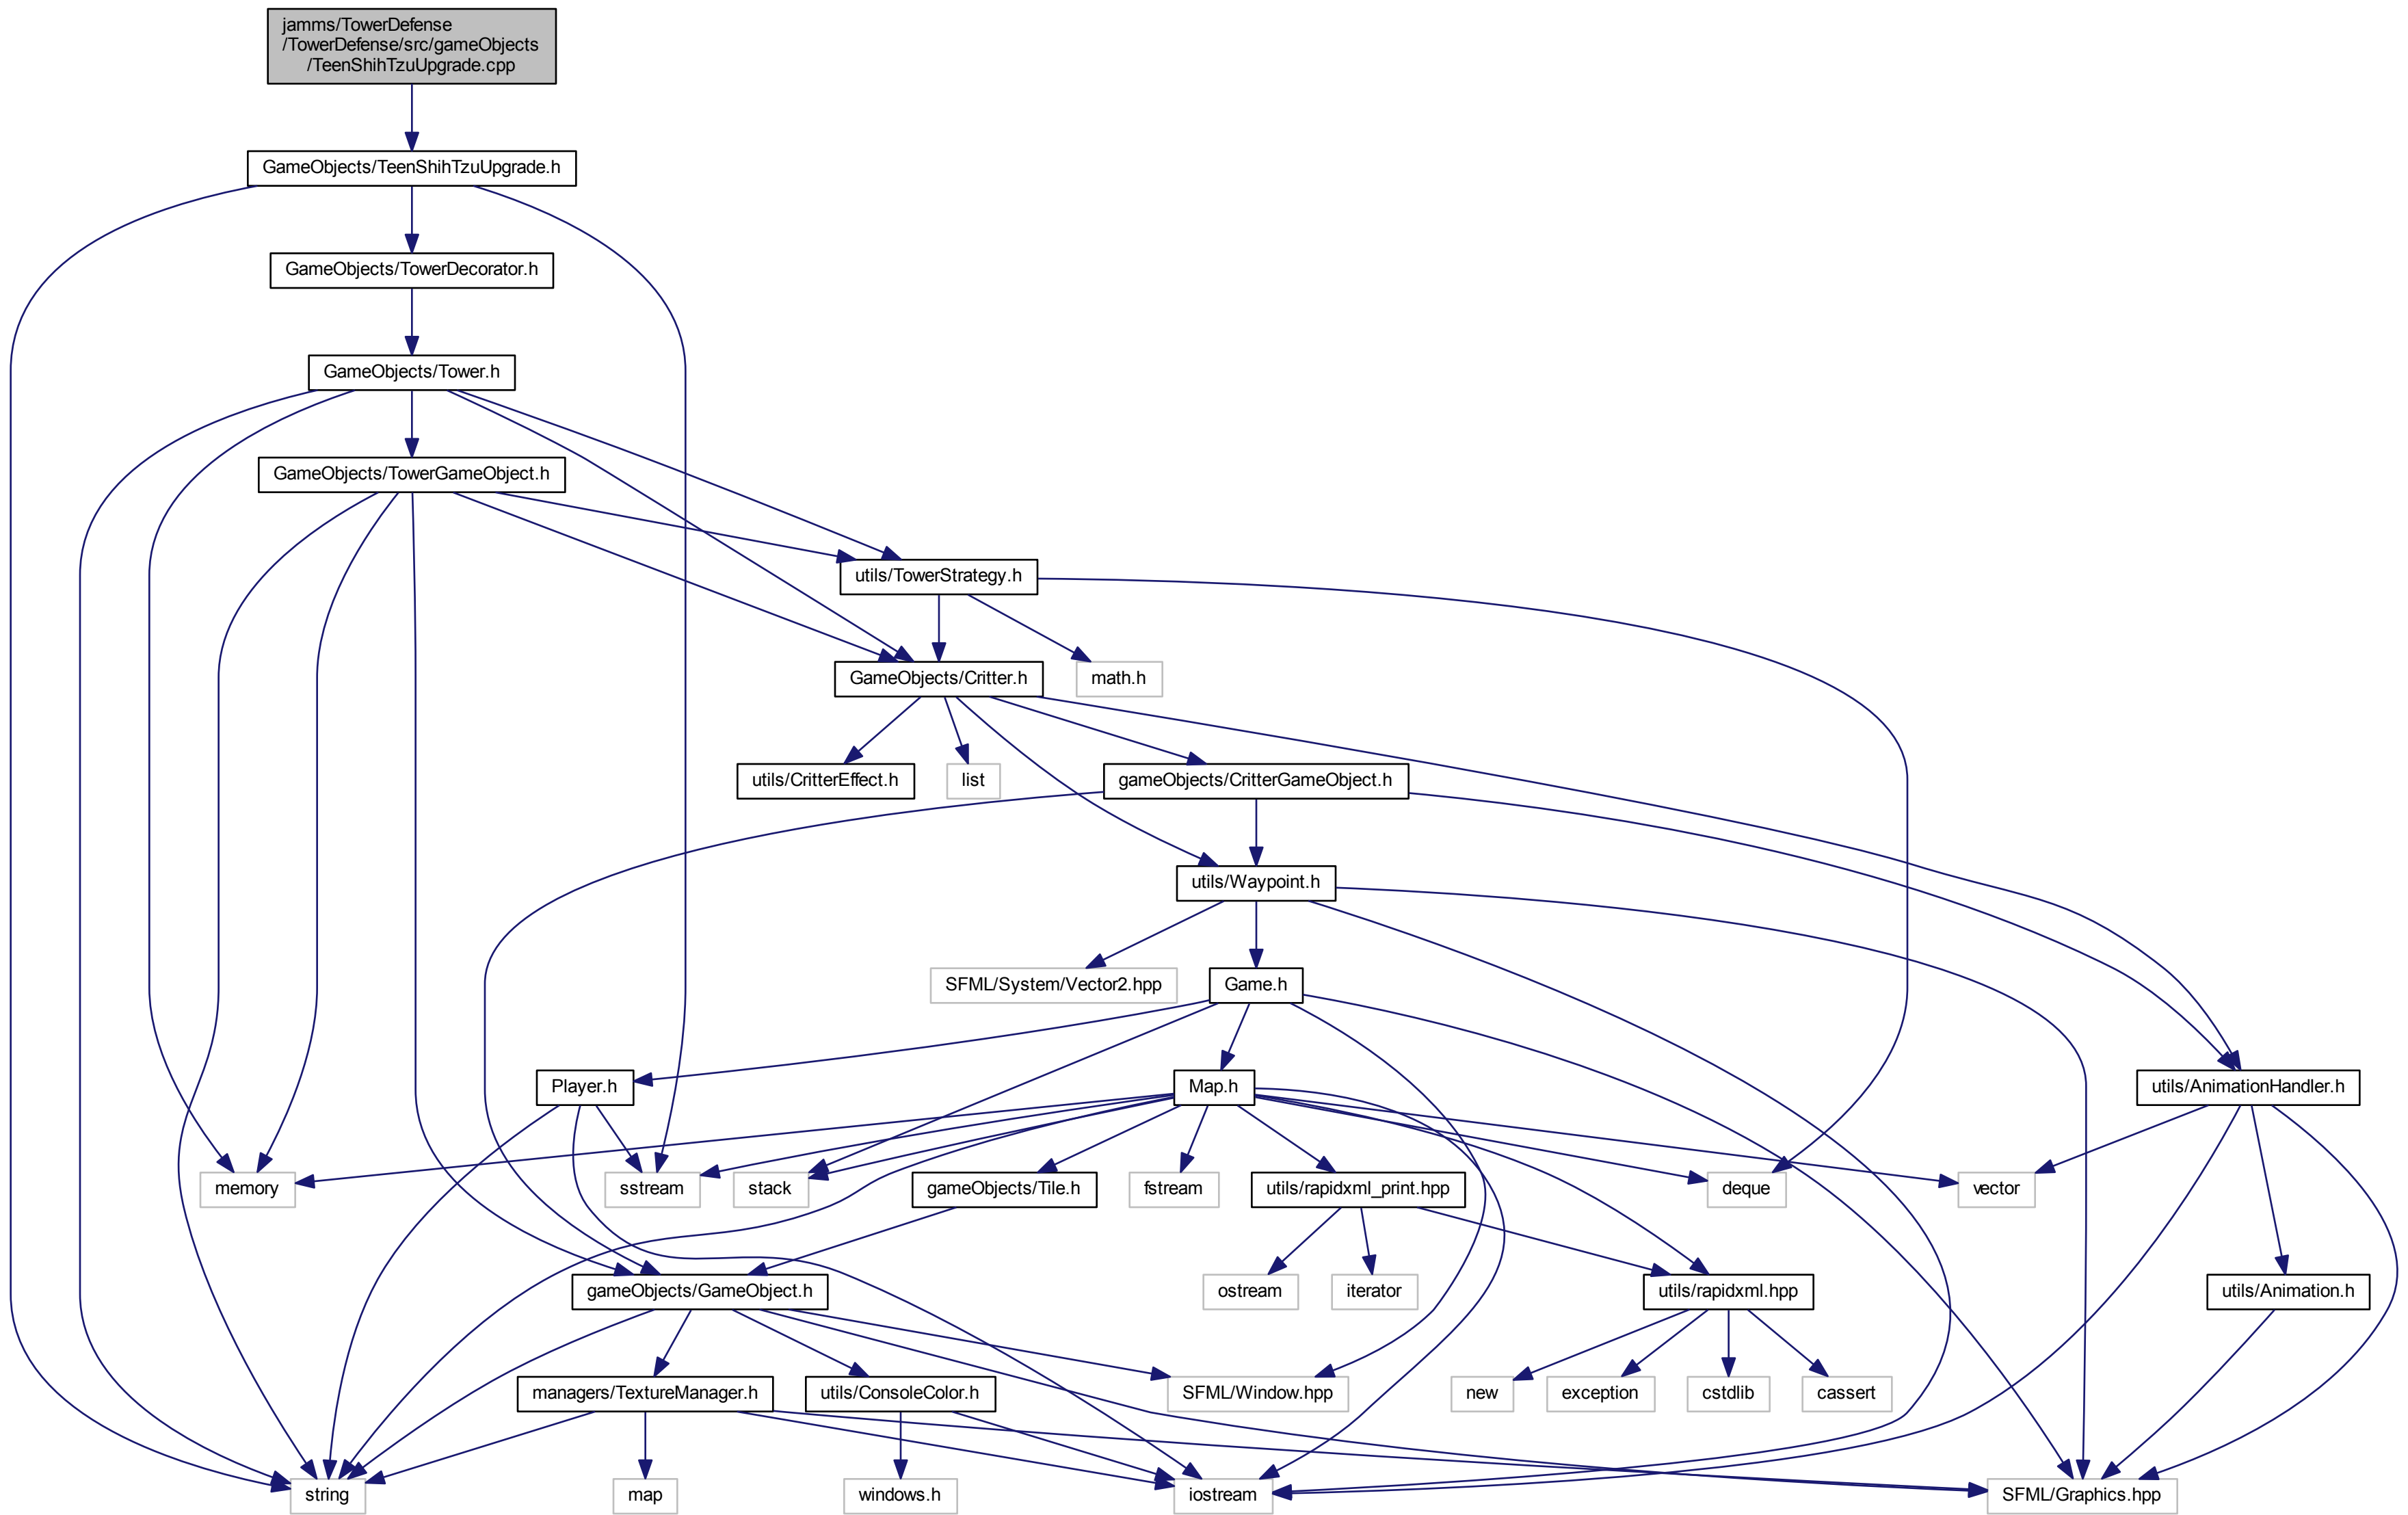 jamms/TowerDefense
/TowerDefense/src/gameObjects
/TeenShihTzuUpgrade.cpp
GameObjects/TeenShihTzuUpgrade.h
GameObjects/TowerDecorator.h
GameObjects/Tower.h
GameObjects/TowerGameObject.h
utils/TowerStrategy.h
GameObjects/Critter.h
math.h
utils/CritterEffect.h
list
gameObjects/CritterGameObject.h
utils/Waypoint.h
SFML/System/Vector2.hpp
Game.h
Player.h
Map.h
utils/AnimationHandler.h
memory
sstream
stack
gameObjects/Tile.h
fstream
utils/rapidxml_print.hpp
deque
vector
gameObjects/GameObject.h
ostream
iterator
utils/rapidxml.hpp
utils/Animation.h
managers/TextureManager.h
utils/ConsoleColor.h
SFML/Window.hpp
new
exception
cstdlib
cassert
string
map
windows.h
iostream
SFML/Graphics.hpp